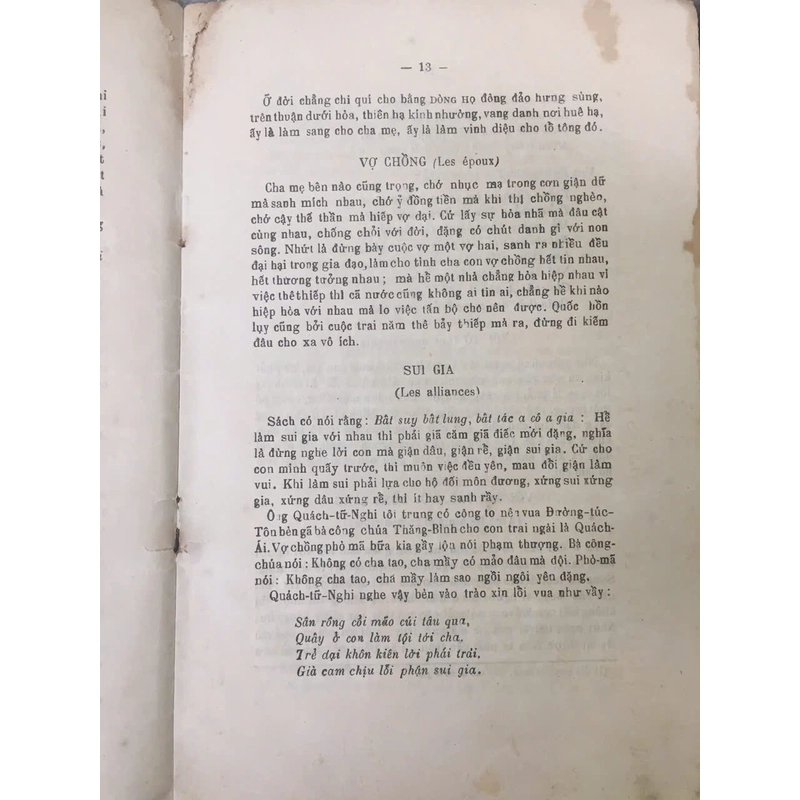 — 13 —
Ở đời chẳng chi quí cho bằng DÒNG HỌ đông đảo hưng sùng,
trên thuận dưới hỏa, thiên hạ kính nhường, vang danh nơi huê hạ,
ấy là làm sang cho cha mẹ, ấy là làm vinh diệu cho tổ tông đó.
VỢ CHỒNG (Les époux)
Cha mẹ bên nào cũng trọng, chớ nhục mạ trong cơn giận dữ
mà sanh mích nhau, chớ ỷ đồng tiền mà khi thị chồng nghèo,
chớ cậy thế thần mà hiếp vợ dại. Cứ lấy sự hòa nhã mà đâu cật
cùng nhau, chống chỏi với đời, đặng có chút danh gì với non
sông. Nhứt là đừng bày cuộc vợ một vợ hai, sanh ra nhiều đều
đại hại trong gia đạo, làm cho tình cha con vợ chồng hết tin nhau,
hết thương tưởng nhau ; mà hề một nhà chẳng hòa hiệp nhau vì
việc thê thiếp thì cã nước cũng không ai tin ai, chẳng hề khi nào
hiệp hòa với nhau mà lo việc tấn bộ cho nên được. Quốc hồn
lụy cũng bởi cuộc trai năm thê bảy thiếp mà ra, đừng đi kiếm
đâu cho xa vô ích.
SUI GIA
(Les alliances)
Sách có nói rằng : Bất suy bất lung, bất tác a cô a gia : Hề
làm sui gia với nhau thì phải giã câm giã điếc mới đặng, nghĩa
là đừng nghe lời con mà giận dâu, giận rể, giận sui gia. Cứ cho
con mình quấy trước, thì muôn việc đều yên, mau đổi giận làm
vui. Khi làm sui phải lựa cho hộ đối môn đương, xứng sui xứng
gia, xứng dâu xứng rể, thì ít hay sanh rầy.
Ông Quách-tữ-Nghi tôi trung có công to nên vua Đường-túc-
Tôn bèn gã bà công chúa Thăng-Bình cho con trai ngài là Quách-
Ái. Vợ chồng phò mã bữa kia gầy lộn nói phạm thượng. Bà công-
chúa nói : Không có cha tao, cha mầy có mão đâu mà đội. Phò-mã
nói : Không cha tao, chá mầy làm sao ngồi ngôi yên đặng.
Quách-tữ-Nghi nghe vậy bèn vào trào xin lỗi vua như vầy :
Sân rồng cởi mão cúi tâu qua,
Quậy ở con làm tội tới cha.
Trẻ dại khôn kiên lời phải trái,
Già cam chịu lỗi phận sui gia.